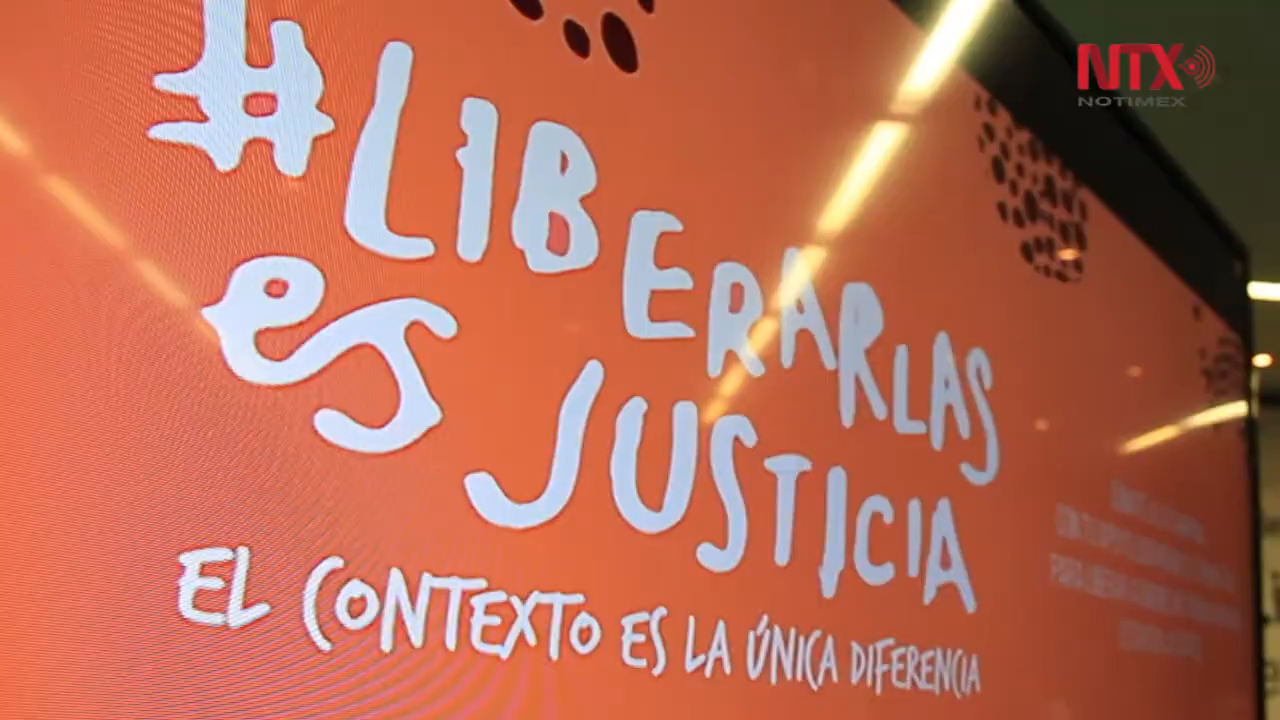 #LIBERARLAS
es JUSTICIA
EL CONTEXTO ES LA ÚNICA DIFERENCIA
NTX
NOTIMEX